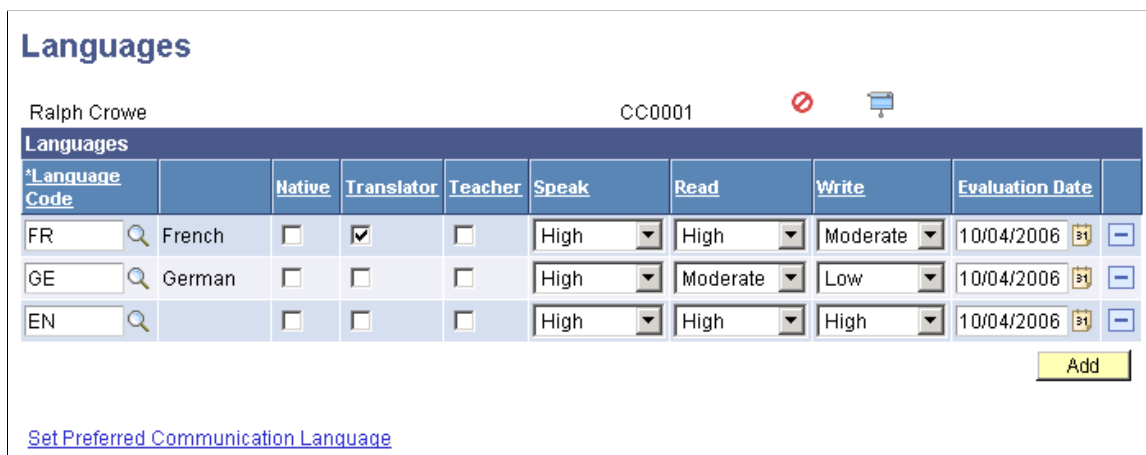 Languages
Ralph Crowe CC0001
Languages
*Language Code Native Translator Teacher Speak Read Write Evaluation Date
FR French High High Moderate 10/04/2006
GE German High Moderate Low 10/04/2006
EN High High High 10/04/2006
Add
Set Preferred Communication Language